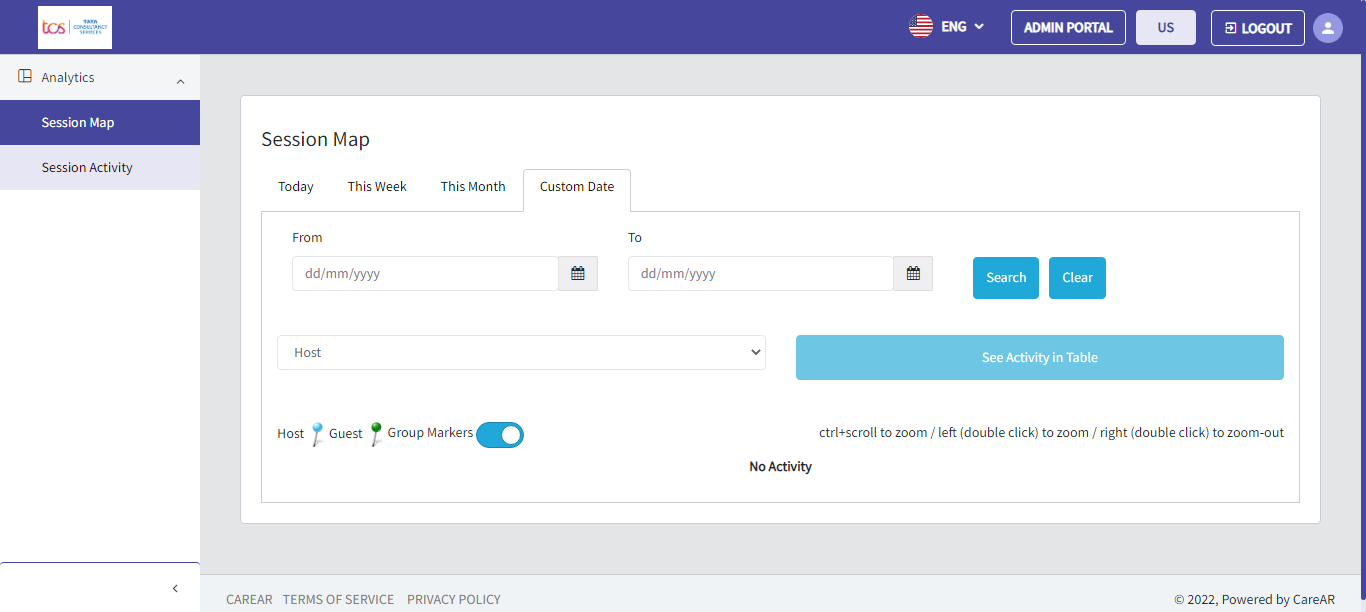 tcs TATA CONSULTANCY SERVICES
ENG
ADMIN PORTAL
US
LOGOUT
Analytics
Session Map
Session Activity
Session Map
Today This Week This Month Custom Date
From To
dd/mm/yyyy dd/mm/yyyy Search Clear
Host See Activity in Table
Host Guest Group Markers ctrl+scroll to zoom / left (double click) to zoom / right (double click) to zoom-out
No Activity
CAREAR TERMS OF SERVICE PRIVACY POLICY © 2022, Powered by CareAR